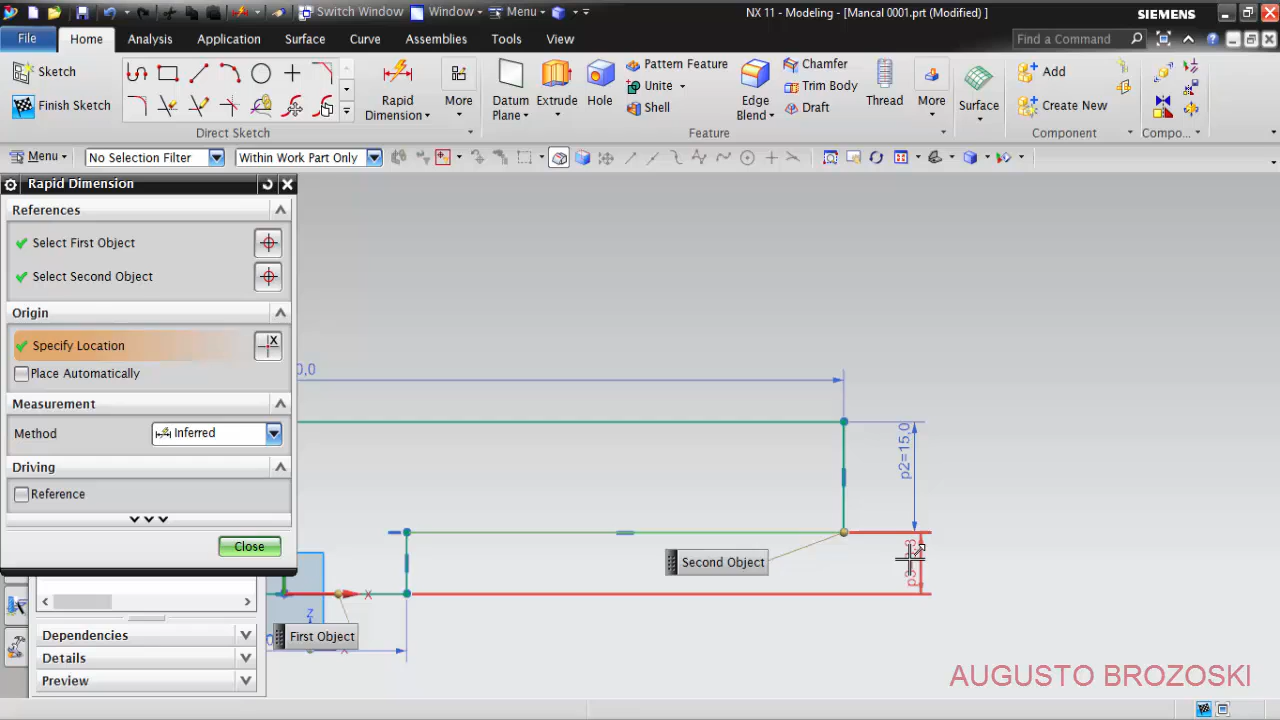 Switch Window
Window
Menu
NX 11 - Modeling - [Mancal 0001.prt (Modified) ]
SIEMENS
File
Home
Analysis
Application
Surface
Curve
Assemblies
Tools
View
Find a Command
Sketch
Finish Sketch
Rapid
Dimension
More
Datum
Plane
Extrude
Hole
Pattern Feature
Unite
Shell
Edge
Blend
Chamfer
Trim Body
Draft
Thread
More
Surface
Add
Create New
Direct Sketch
Feature
Component
Compo...
Menu
No Selection Filter
Within Work Part Only
Rapid Dimension
References
Select First Object
Select Second Object
Origin
Specify Location
Place Automatically
Measurement
Method
Inferred
Driving
Reference
Close
Dependencies
Details
Preview
0,0
p2=15,0
Second Object
First Object
X
Z
AUGUSTO BROZOSKI